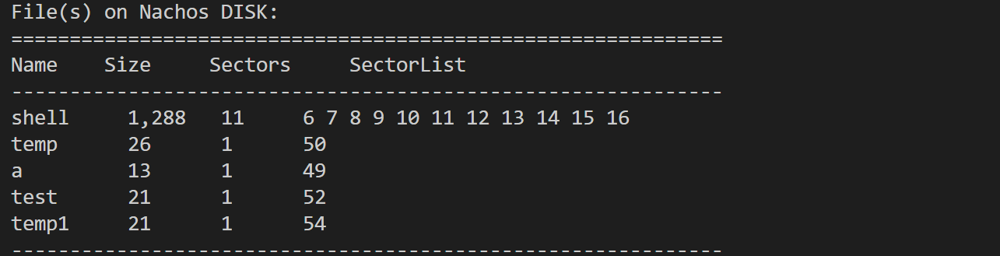 File(s) on Nachos DISK:
=============================================================
Name    Size     Sectors     SectorList
-------------------------------------------------------------
shell     1,288   11     6 7 8 9 10 11 12 13 14 15 16
temp      26      1      50
a         13      1      49
test      21      1      52
temp1     21      1      54
-------------------------------------------------------------